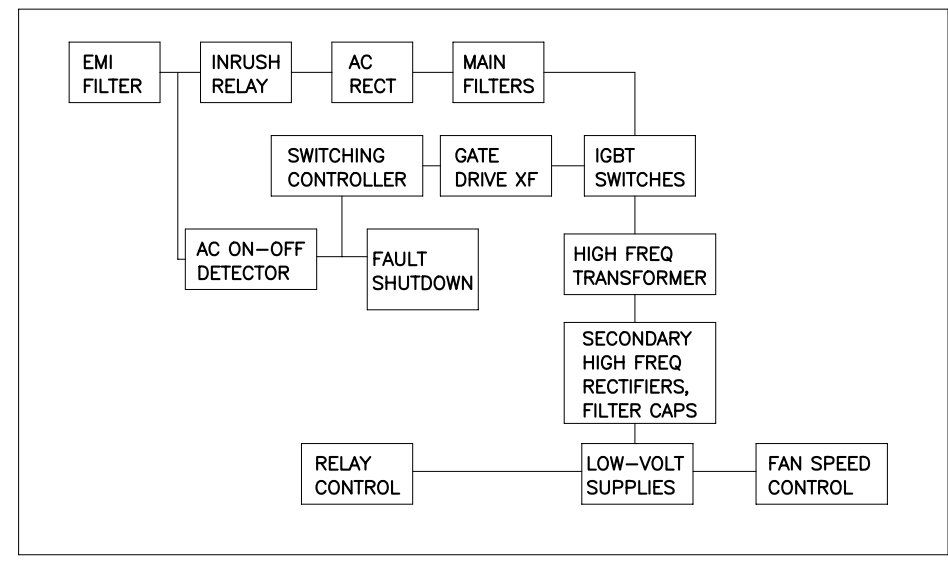 EMI
FILTER
INRUSH
RELAY
AC
RECT
MAIN
FILTERS
SWITCHING
CONTROLLER
GATE
DRIVE XF
IGBT
SWITCHES
AC ON-OFF
DETECTOR
FAULT
SHUTDOWN
HIGH FREQ
TRANSFORMER
SECONDARY
HIGH FREQ
RECTIFIERS,
FILTER CAPS
RELAY
CONTROL
LOW-VOLT
SUPPLIES
FAN SPEED
CONTROL